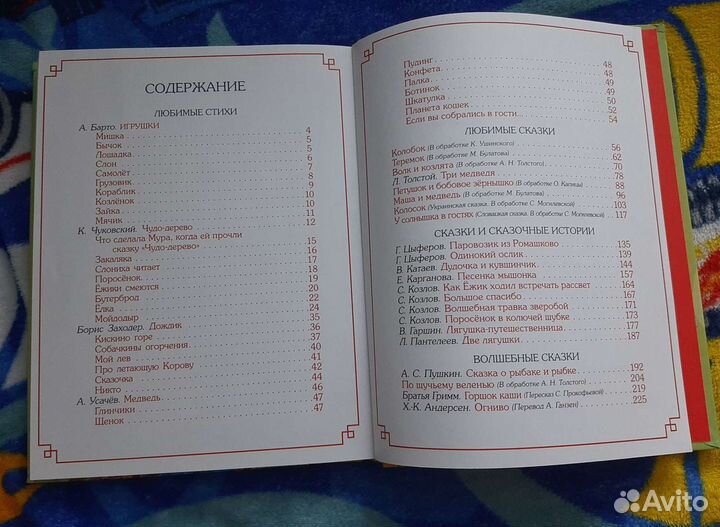 СОДЕРЖАНИЕ
ЛЮБИМЫЕ СТИХИ
А. Барто. ИГРУШКИ
Мишка 4
Бычок 5
Лошадка 5
Слон 6
Самолёт 7
Грузовик 8
Кораблик 9
Козлёнок 10
Зайка 10
Мячик 11
К. Чуковский. Чудо-дерево 12
Что сделала Мура, когда ей прочли
сказку «Чудо-дерево» 15
Закаляка 16
Слониха читает 17
Поросёнок 18
Ёжики смеются 19
Бутерброд 20
Ёлка 22
Мойдодыр 24
Борис Заходер. Дождик 35
Кискино горе 36
Собачкины огорчения 37
Мой лев 40
Про летающую Корову 41
Сказочка 42
Никто 44
А. Усачёв. Медведь 46
Глинчики 47
Щенок 47
Пудинг 48
Конфета 48
Палка 49
Ботинок 49
Шкатулка 50
Планета кошек 52
Если вы собрались в гости... 54
ЛЮБИМЫЕ СКАЗКИ
Колобок (В обработке К. Ушинского) 56
Теремок (В обработке М. Булатова) 62
Волк и козлята (В обработке А. Н. Толстого) 70
Л. Толстой. Три медведя 78
Петушок и бобовое зёрнышко (В обработке О. Капицы) 88
Маша и медведь (В обработке М. Булатова) 96
Колосок (Украинская сказка. В обработке С. Могилевской) 103
У солнышка в гостях (Словацкая сказка. В обработке С. Могилевской) 117
СКАЗКИ И СКАЗОЧНЫЕ ИСТОРИИ
Г. Цыферов. Паровозик из Ромашково 135
Г. Цыферов. Одинокий ослик 139
В. Катаев. Дудочка и кувшинчик 144
Е. Карганова. Песенка мышонка 157
С. Козлов. Как Ёжик ходил встречать рассвет 164
С. Козлов. Большое спасибо 167
С. Козлов. Волшебная травка зверобой 171
С. Козлов. Поросёнок в колючей шубке 173
В. Гаршин. Лягушка-путешественница 177
Л. Пантелеев. Две лягушки 187
ВОЛШЕБНЫЕ СКАЗКИ
А. С. Пушкин. Сказка о рыбаке и рыбке 192
По щучьему веленью (В обработке А. Н. Толстого) 204
Братья Гримм. Горшок каши (Пересказ С. Прокофьевой) 219
Х.-К. Андерсен. Огниво (Перевод А. Ганзен) 225
Avito